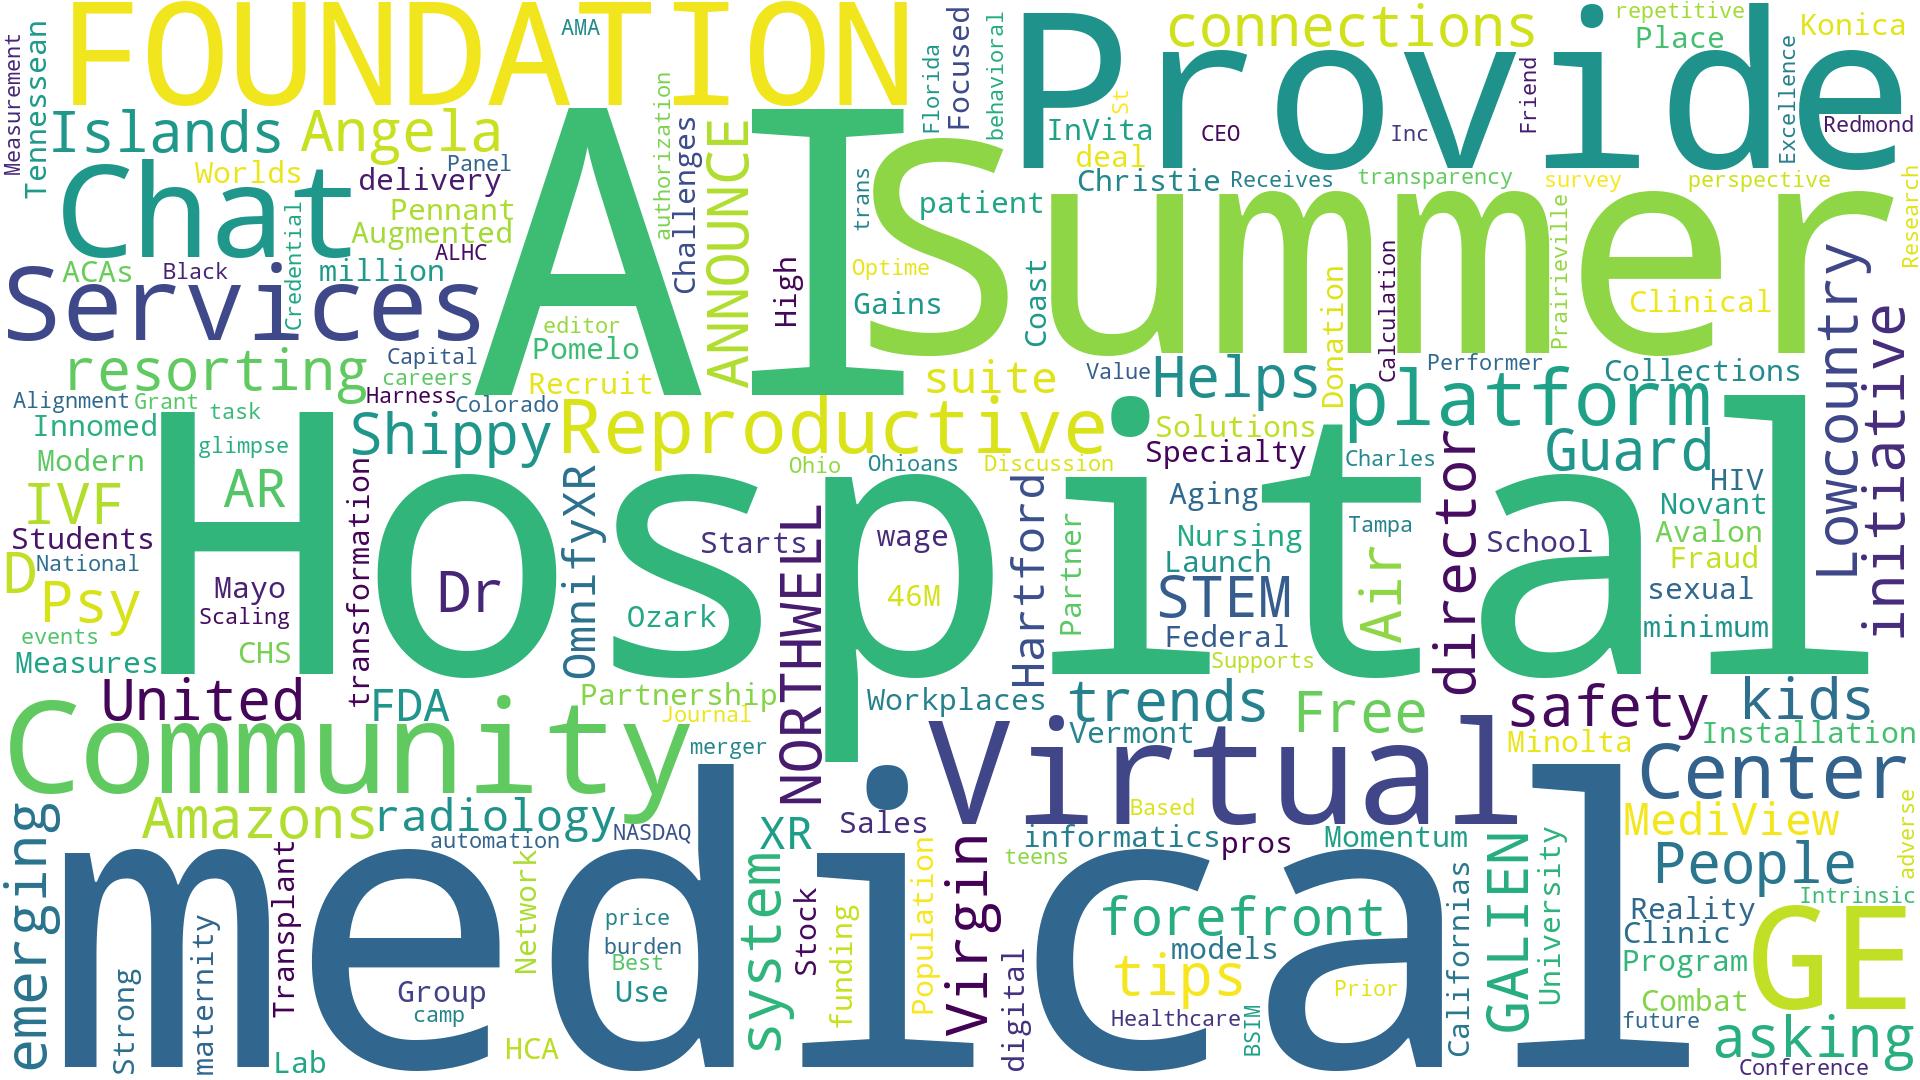 FOUNDATION
AMA
Measurement
Tennessean
Islands
Angela
Worlds
Panel
Chat
delivery
Pennant
Augmented
ALHC
ACAs
Black
Credential
million
Services
authorization
Challenges
ANNOUNCE
High
AI
Florida
Focused
behavioral
connections
repetitive
Place
Konica
Provide
St
InVita
CEO
Inc
Friend
Excellence
Redmond
deal
Christie
Receives
transparency
survey
perspective
Research
trans
patient
Summer
Optime
Gains
Coast
Donation
Calculation
Prairieville
Clinical
editor
Pomelo
Recruit
resorting
Capital
careers
Harness
Colorado
suite
Value
Helps
Performer
Collections
Lowcountry
initiative
Alignment
Grant
task
Innomed
glimpse
Modern
AR
IVF
Shippy
Reproductive
platform
Solutions
Specialty
Charles
Guard
Ohio
Ohioans
Discussion
transformation
OmnifyXR
Hospital
Students
National
D
Psy
Mayo
Scaling
events
CHS
Measures
Dr
Starts
wage
46M
Ozark
NORTHWELL
Hartford
Partner
Aging
Nursing
Launch
STEM
Federal
Supports
Tampa
Air
director
School
HIV
Novant
Avalon
Fraud
sexual
minimum
United
FDA
Partnership
Journal
merger
Workplaces
trends
Vermont
Free
safety
kids
Minolta
Installation
Community
Virtual
Center
emerging
Amazons
radiology
automation
NASDAQ
XR
Sales
Based
informatics
pros
Momentum
teens
MediView
People
adverse
Intrinsic
medical
Transplant
Network
Strong
maternity
Group
camp
Lab
HCA
price
burden
Best
Use
system
Stock
funding
Population
Virgin
digital
forefront
models
tips
Prior
Healthcare
BSIM
Californias
GALIEN
University
Reality
Clinic
Program
Combat
future
GE
asking
Conference